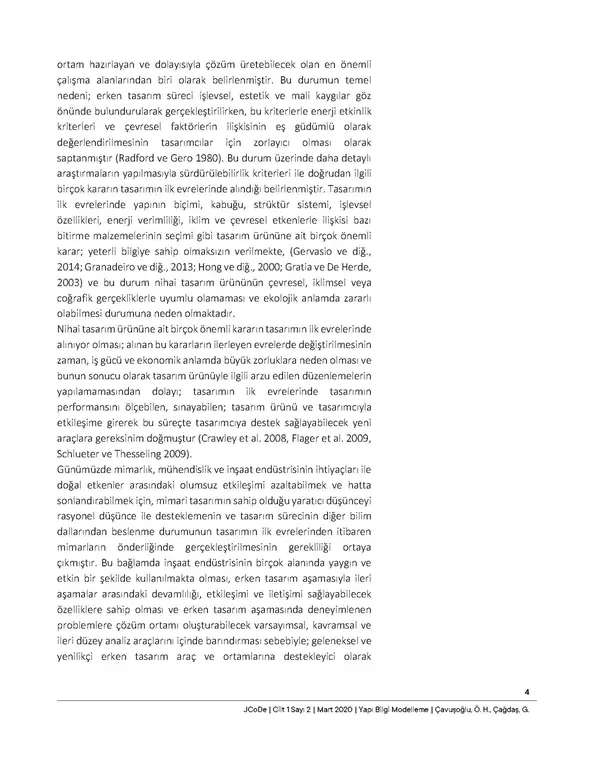 ortam hazırlayan ve dolayısıyla çözüm üretebilecek olan en önemli
çalışma alanlarından biri olarak belirlenmiştir. Bu durumun temel
nedeni; erken tasarım süreci işlevsel, estetik ve mali kaygılar göz
önünde bulundurularak gerçekleştirilirken, bu kriterlerle enerji etkinlik
kriterleri ve çevresel faktörlerin ilişkisinin eş güdümlü olarak
değerlendirilmesinin tasarımcılar için zorlayıcı olması olarak
saptanmıştır (Radford ve Gero 1980). Bu durum üzerinde daha detaylı
araştırmaların yapılmasıyla sürdürülebilirlik kriterleri ile doğrudan ilgili
birçok kararın tasarımın ilk evrelerinde alındığı belirlenmiştir. Tasarımın
ilk evrelerinde yapının biçimi, kabuğu, strüktür sistemi, işlevsel
özellikleri, enerji verimliliği, iklim ve çevresel etkenlerle ilişkisi bazı
bitirme malzemelerinin seçimi gibi tasarım ürününe ait birçok önemli
karar; yeterli bilgiye sahip olmaksızın verilmekte, (Gervasio ve diğ.,
2014; Granadeiro ve diğ., 2013; Hong ve diğ., 2000; Gratia ve De Herde,
2003) ve bu durum nihai tasarım ürününün çevresel, iklimsel veya
coğrafik gerçekliklerle uyumlu olamaması ve ekolojik anlamda zararlı
olabilmesi durumuna neden olmaktadır.
Nihai tasarım ürününe ait birçok önemli kararın tasarımın ilk evrelerinde
alınıyor olması; alınan bu kararların ilerleyen evrelerde değiştirilmesinin
zaman, iş gücü ve ekonomik anlamda büyük zorluklara neden olması ve
bunun sonucu olarak tasarım ürünüyle ilgili arzu edilen düzenlemelerin
yapılamamasından dolayı; tasarımın ilk evrelerinde tasarımın
performansını ölçebilen, sınayabilen; tasarım ürünü ve tasarımcıyla
etkileşime girerek bu süreçte tasarımcıya destek sağlayabilecek yeni
araçlara gereksinim doğmuştur (Crawley et al. 2008, Flager et al. 2009,
Schlueter ve Thesseling 2009).
Günümüzde mimarlık, mühendislik ve inşaat endüstrisinin ihtiyaçları ile
doğal etkenler arasındaki olumsuz etkileşimi azaltabilmek ve hatta
sonlandırabilmek için, mimari tasarımın sahip olduğu yaratıcı düşünceyi
rasyonel düşünce ile desteklemenin ve tasarım sürecinin diğer bilim
dallarından beslenme durumunun tasarımın ilk evrelerinden itibaren
mimarların önderliğinde gerçekleştirilmesinin gerekliliği ortaya
çıkmıştır. Bu bağlamda inşaat endüstrisinin birçok alanında yaygın ve
etkin bir şekilde kullanılmakta olması, erken tasarım aşamasıyla ileri
aşamalar arasındaki devamlılığı, etkileşimi ve iletişimi sağlayabilecek
özelliklere sahip olması ve erken tasarım aşamasında deneyimlenen
problemlere çözüm ortamı oluşturabilecek varsayımsal, kavramsal ve
ileri düzey analiz araçlarını içinde barındırması sebebiyle; geleneksel ve
yenilikçi erken tasarım araç ve ortamlarına destekleyici olarak
4
JCoDe | Cilt 1 Sayı 2 | Mart 2020 | Yapı Bilgi Modelleme | Çavuşoğlu, Ö. H., Çağdaş, G.